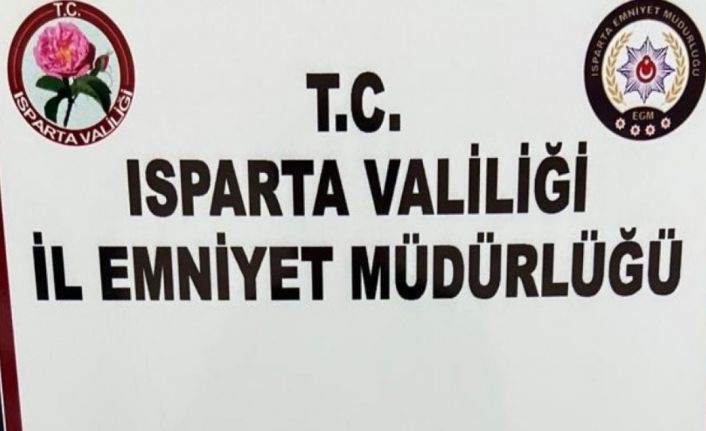 T.C.
ISPARTA VALİLİĞİ
ISPARTA EMNİYET MÜDÜRLÜĞÜ
EGM
T.C.
ISPARTA VALİLİĞİ
İL EMNİYET MÜDÜRLÜĞÜ